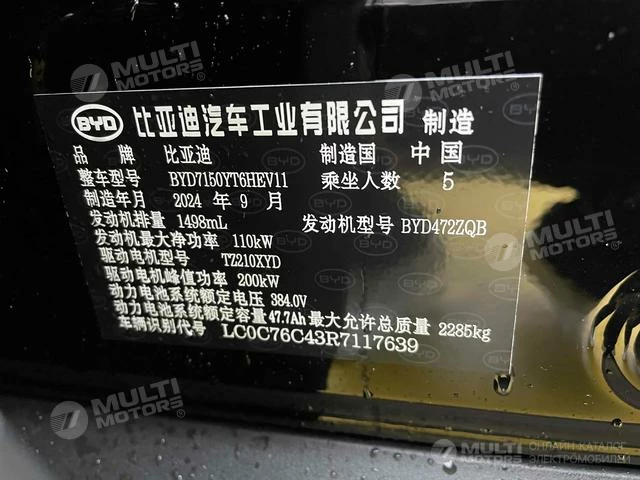 MULTI MOTORS
BYD 比亚迪汽车工业有限公司 制造
品牌 比亚迪 制造国 中国
整车型号 BYD7150YT6HEV11 乘坐人数 5
制造年月 2024 年 9 月
发动机排量 1498mL 发动机型号 BYD472ZQB
发动机最大净功率 110kW
驱动电机型号 TZ210XYD
驱动电机峰值功率 200kW
动力电池系统额定电压 384.0V
动力电池系统额定容量 47.7Ah 最大允许总质量 2285kg
车辆识别代号 LC0C76C43R7117639
MULTI MOTORS
MULTI MOTORS
ОНЛАЙН-КАТАЛОГ
ЭЛЕКТРОМОБИЛЕЙ